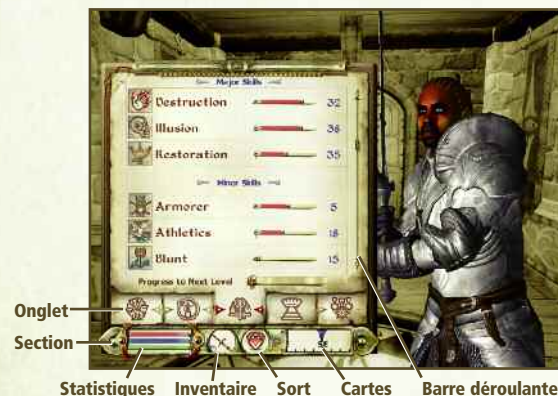 Major Skills
Destruction 32
Illusion 36
Restoration 35
Minor Skills
Armorer 5
Athletics 18
Blunt 15
Progress to Next Level
Onglet
Section
SE
Statistiques Inventaire Sort Cartes Barre déroulante